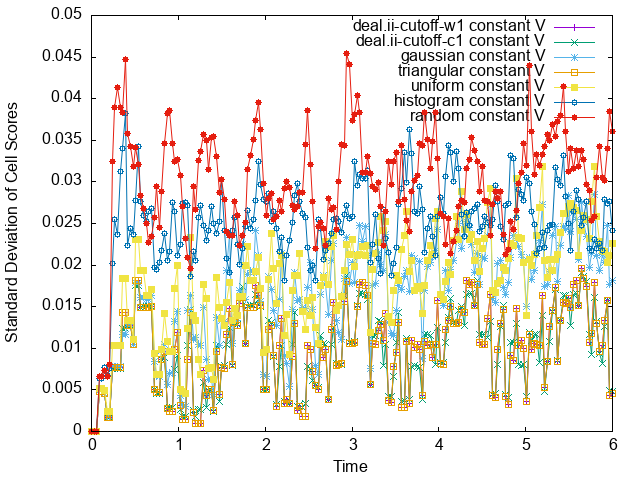 0.05
0.045
0.04
0.035
0.03
0.025
0.02
0.015
0.01
0.005
0
Standard Deviation of Cell Scores
deal.ii-cutoff-w1 constant V
deal.ii-cutoff-c1 constant V
gaussian constant V
triangular constant V
uniform constant V
histogram constant V
random constant V
0 1 2 3 4 5 6
Time